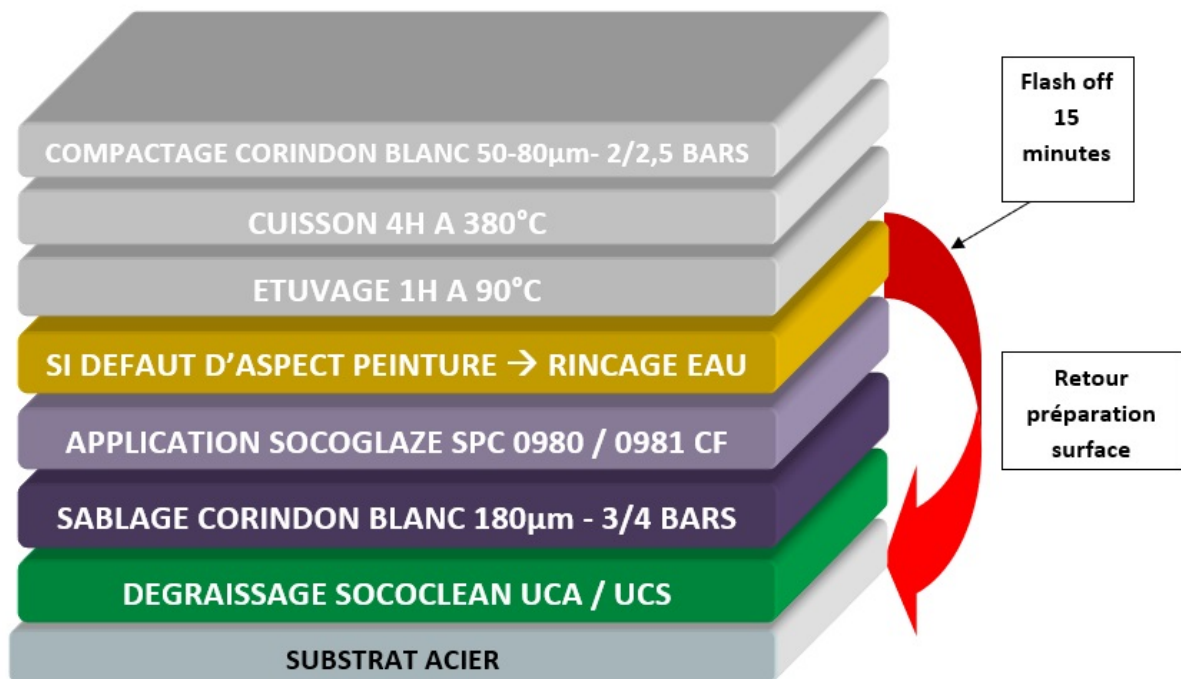 COMPACTAGE CORINDON BLANC 50-80µm- 2/2,5 BARS
CUISSON 4H A 380°C
ETUVAGE 1H A 90°C
SI DEFAUT D'ASPECT PEINTURE → RINCAGE EAU
APPLICATION SOCOGLAZE SPC 0980 / 0981 CF
SABLAGE CORINDON BLANC 180µm - 3/4 BARS
DEGRAISSAGE SOCOCLEAN UCA / UCS
SUBSTRAT ACIER
Flash off
15
minutes
Retour
préparation
surface